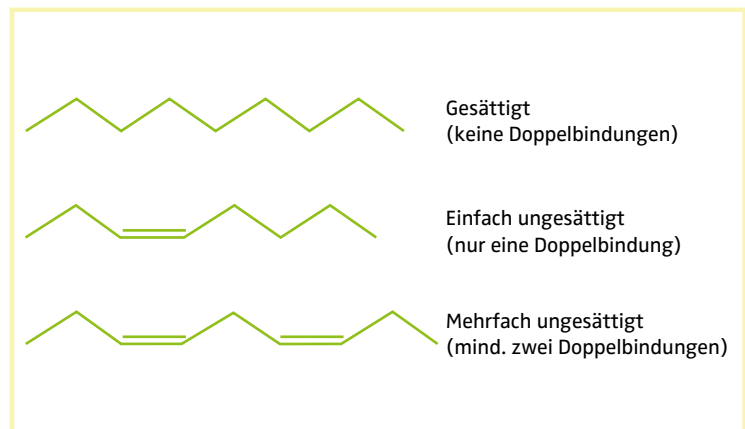 Gesättigt
(keine Doppelbindungen)
Einfach ungesättigt
(nur eine Doppelbindung)
Mehrfach ungesättigt
(mind. zwei Doppelbindungen)